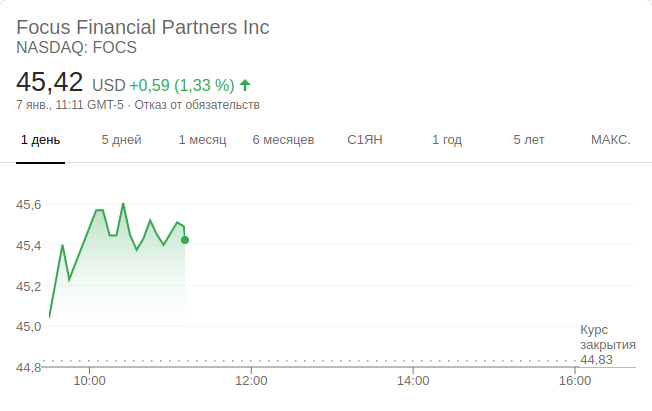 Focus Financial Partners Inc
NASDAQ: FOCS
45,42 USD +0,59 (1,33 %)
7 янв., 11:11 GMT-5 · Отказ от обязательств
1 день 5 дней 1 месяц 6 месяцев С1ЯН 1 год 5 лет МАКС.
45,6
45,4
45,2
45,0
Курс
закрытия
44,83
44,8
10:00 12:00 14:00 16:00